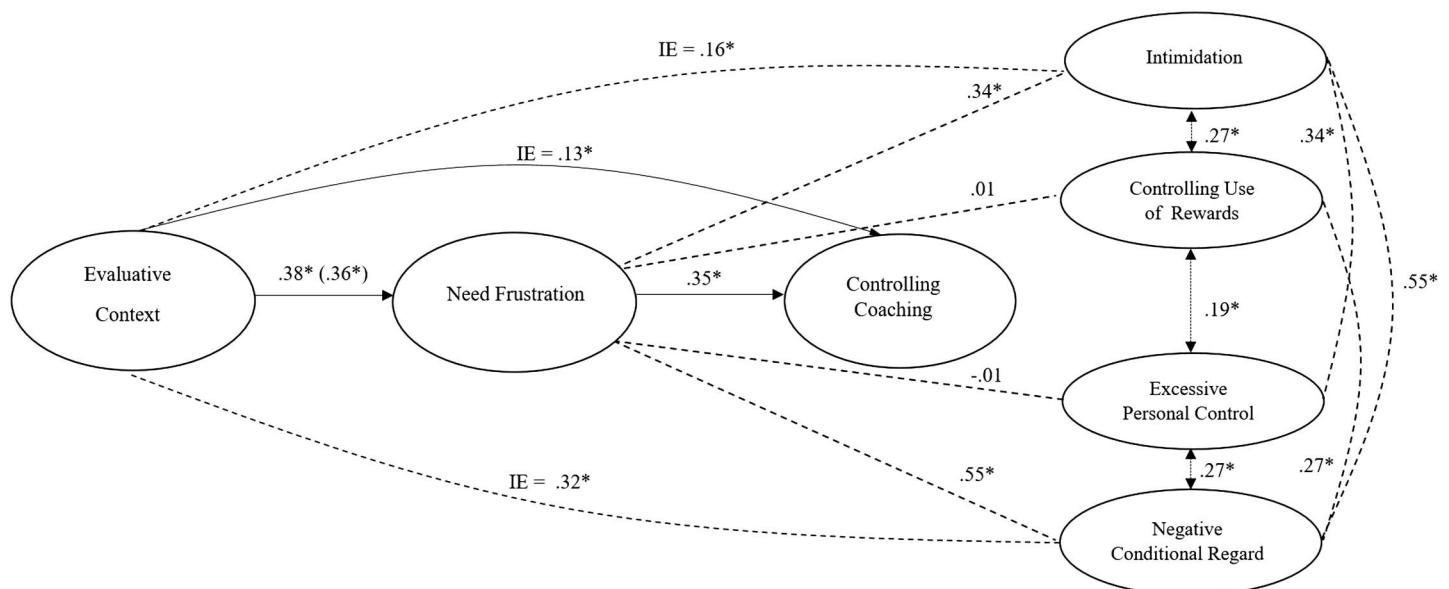 IE = .16*
Intimidation
.34*
.27*
.34*
IE = .13*
.01
Controlling Use
of Rewards
Evaluative
Context
.38* (.36*)
Need Frustration
.35*
Controlling
Coaching
.55*
.19*
-.01
Excessive
Personal Control
IE = .32*
.55*
.27*
.27*
Negative
Conditional Regard